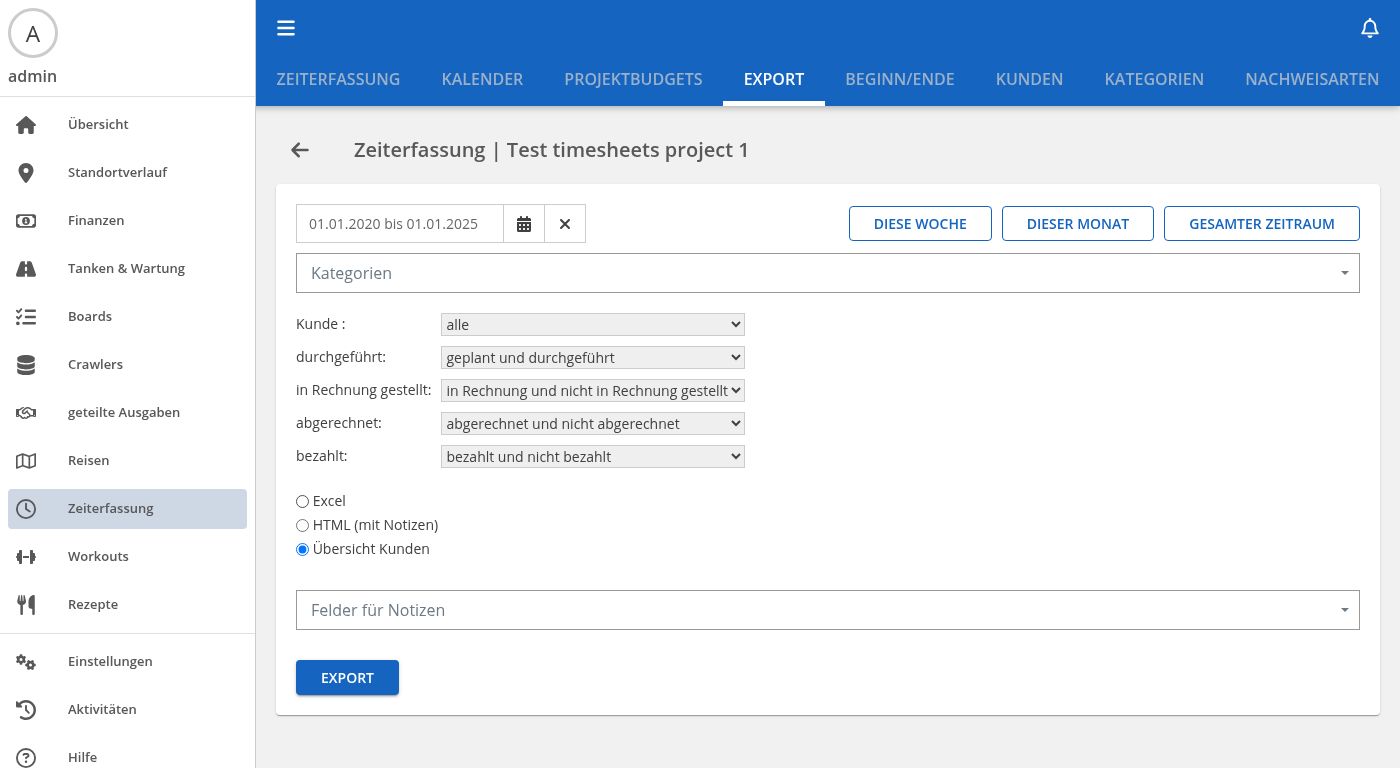 A
admin
Übersicht
Standortverlauf
Finanzen
Tanken & Wartung
Boards
Crawlers
geteilte Ausgaben
Reisen
Zeiterfassung
Workouts
Rezepte
Einstellungen
Aktivitäten
Hilfe
ZEITERFASSUNG KALENDER PROJEKTBUDGETS EXPORT BEGINN/ENDE KUNDEN KATEGORIEN NACHWEISARTEN
Zeiterfassung | Test timesheets project 1
01.01.2020 bis 01.01.2025 DIESE WOCHE DIESER MONAT GESAMTER ZEITRAUM
Kategorien
Kunde : alle
durchgeführt: geplant und durchgeführt
in Rechnung gestellt: in Rechnung und nicht in Rechnung gestellt
abgerechnet: abgerechnet und nicht abgerechnet
bezahlt: bezahlt und nicht bezahlt
Excel
HTML (mit Notizen)
Übersicht Kunden
Felder für Notizen
EXPORT